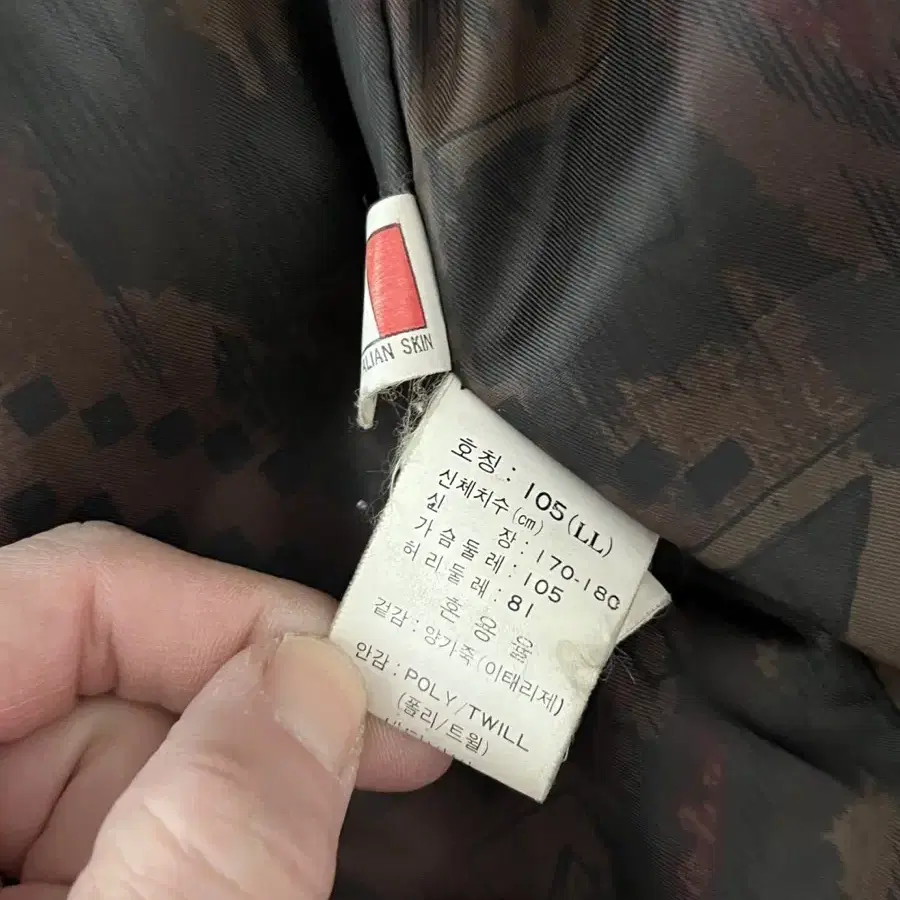 ALIAN SKIN
호칭 : 105(LL)
신체치수(㎝)
신 장 : 170-180
가슴둘레 : 105
허리둘레 : 81
혼용율
겉감 : 양가죽(이태리제)
안감 : POLY/TWILL
(폴리/트윌)